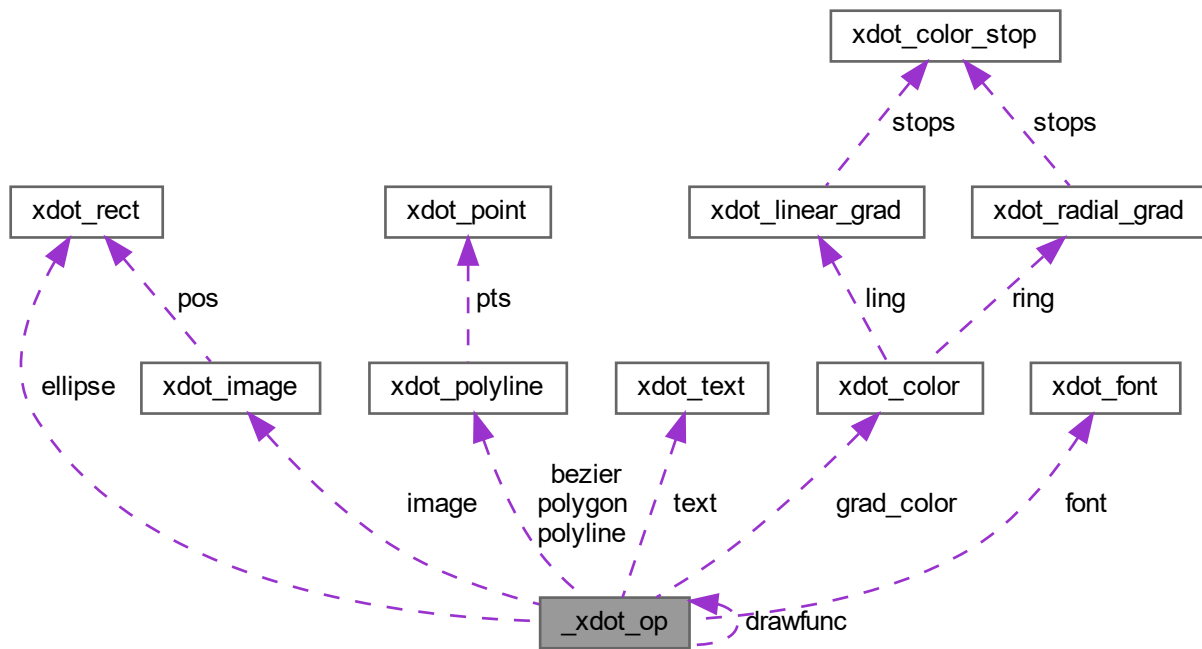 xdot_color_stop
stops
stops
xdot_rect
xdot_point
xdot_linear_grad
xdot_radial_grad
pos
pts
ling
ring
ellipse
xdot_image
xdot_polyline
xdot_text
xdot_color
xdot_font
image
bezier
polygon
polyline
text
grad_color
font
_xdot_op
drawfunc